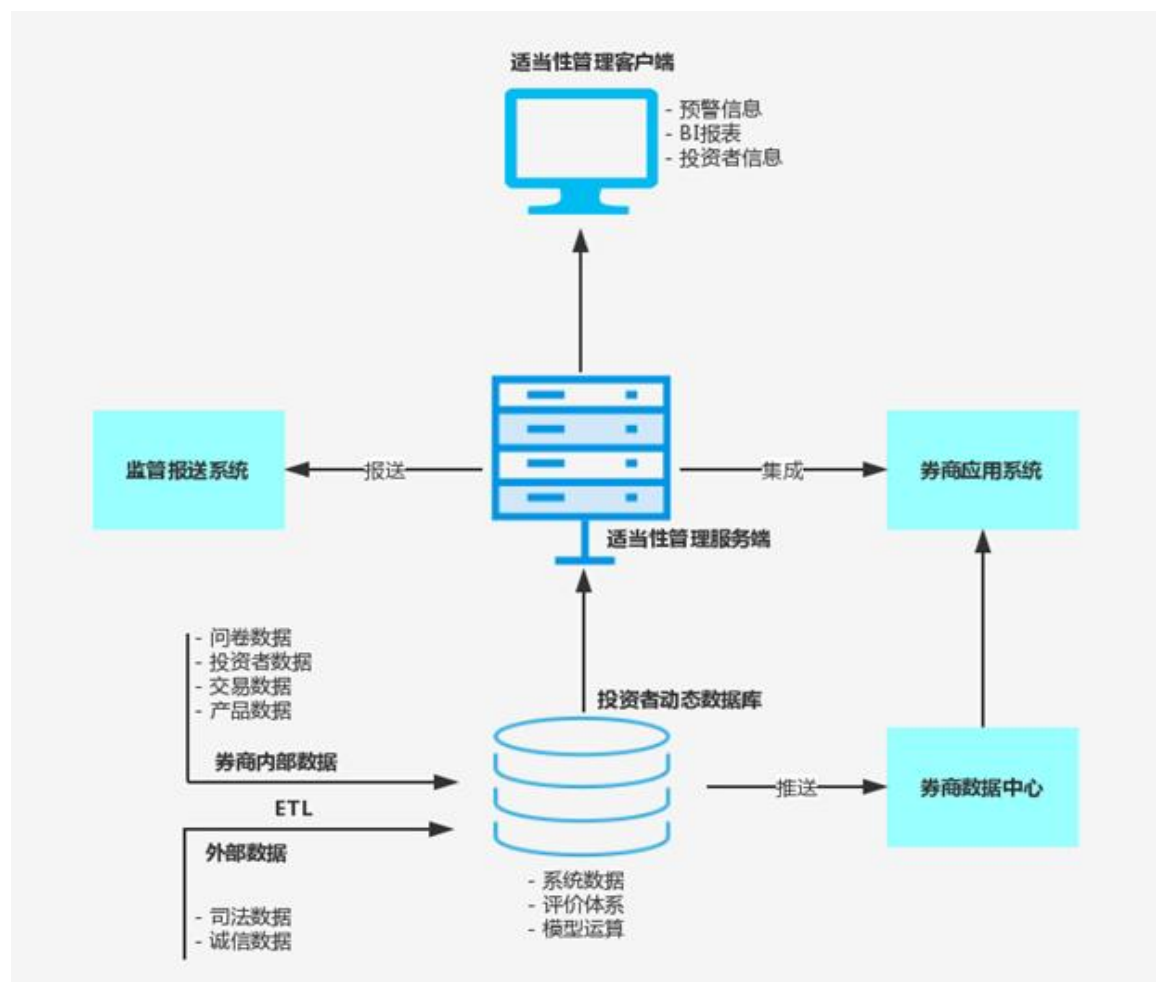 适当性管理客户端
- 预警信息
- BI报表
- 投资者信息
监管报送系统
报送
集成
券商应用系统
适当性管理服务端
- 问卷数据
- 投资者数据
- 交易数据
- 产品数据
券商内部数据
ETL
外部数据
- 司法数据
- 诚信数据
投资者动态数据库
推送
券商数据中心
- 系统数据
- 评价体系
- 模型运算